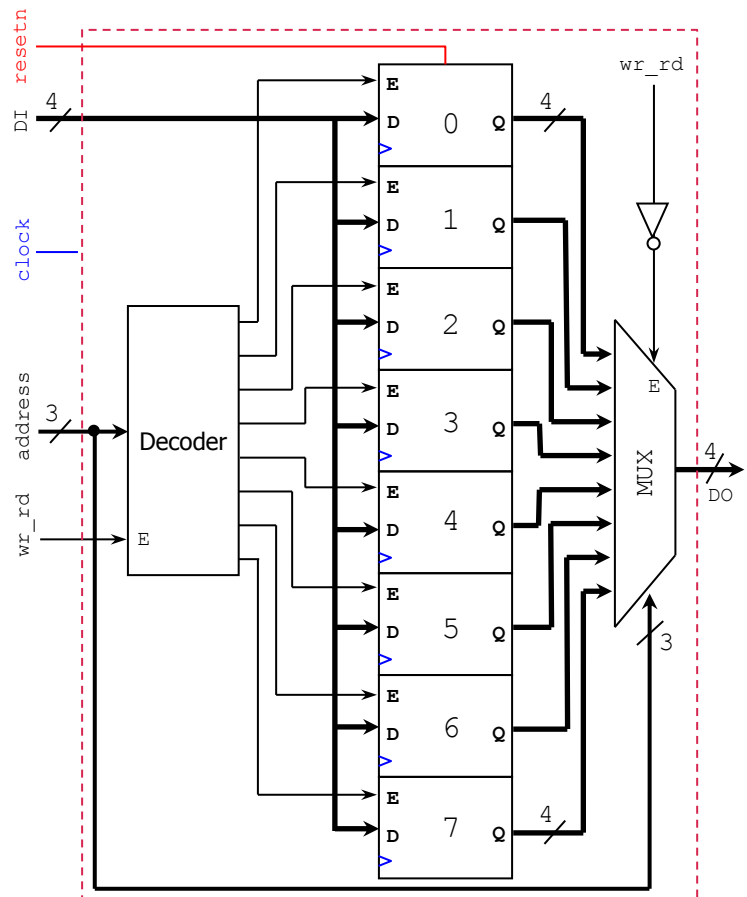 resetn
DI
4
clock
address
3
wr_rd
Decoder
E
E
D
0
Q
4
E
D
1
Q
E
D
2
Q
E
D
3
Q
E
D
4
Q
E
D
5
Q
E
D
6
Q
E
D
7
Q
4
wr_rd
E
MUX
3
4
DO